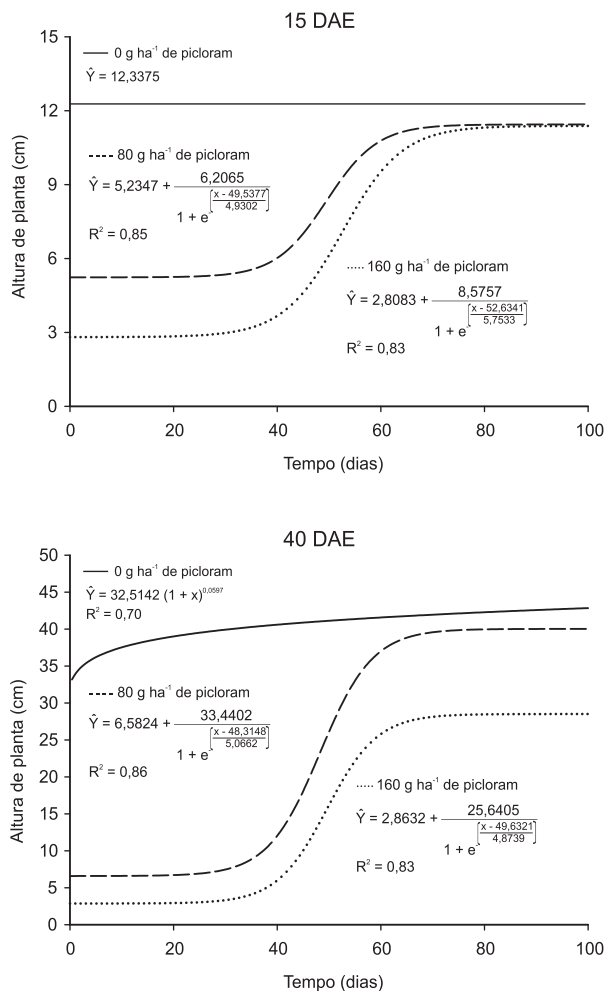 15 DAE
15
12
9
6
3
0
Altura de planta (cm)
0 g ha⁻¹ de picloram
Ŷ = 12,3375
80 g ha⁻¹ de picloram
Ŷ = 5,2347 + 6,2065
1 + e^-[x - 49,5377
4,9302]
R² = 0,85
160 g ha⁻¹ de picloram
Ŷ = 2,8083 + 8,5757
1 + e^-[x - 52,6341
5,7533]
R² = 0,83
0 20 40 60 80 100
Tempo (dias)
40 DAE
50
45
40
35
30
25
20
15
10
5
0
Altura de planta (cm)
0 g ha⁻¹ de picloram
Ŷ = 32,5142 (1 + x)^0,0597
R² = 0,70
80 g ha⁻¹ de picloram
Ŷ = 6,5824 + 33,4402
1 + e^-[x - 48,3148
5,0662]
R² = 0,86
160 g ha⁻¹ de picloram
Ŷ = 2,8632 + 25,6405
1 + e^-[x - 49,6321
4,8739]
R² = 0,83
0 20 40 60 80 100
Tempo (dias)